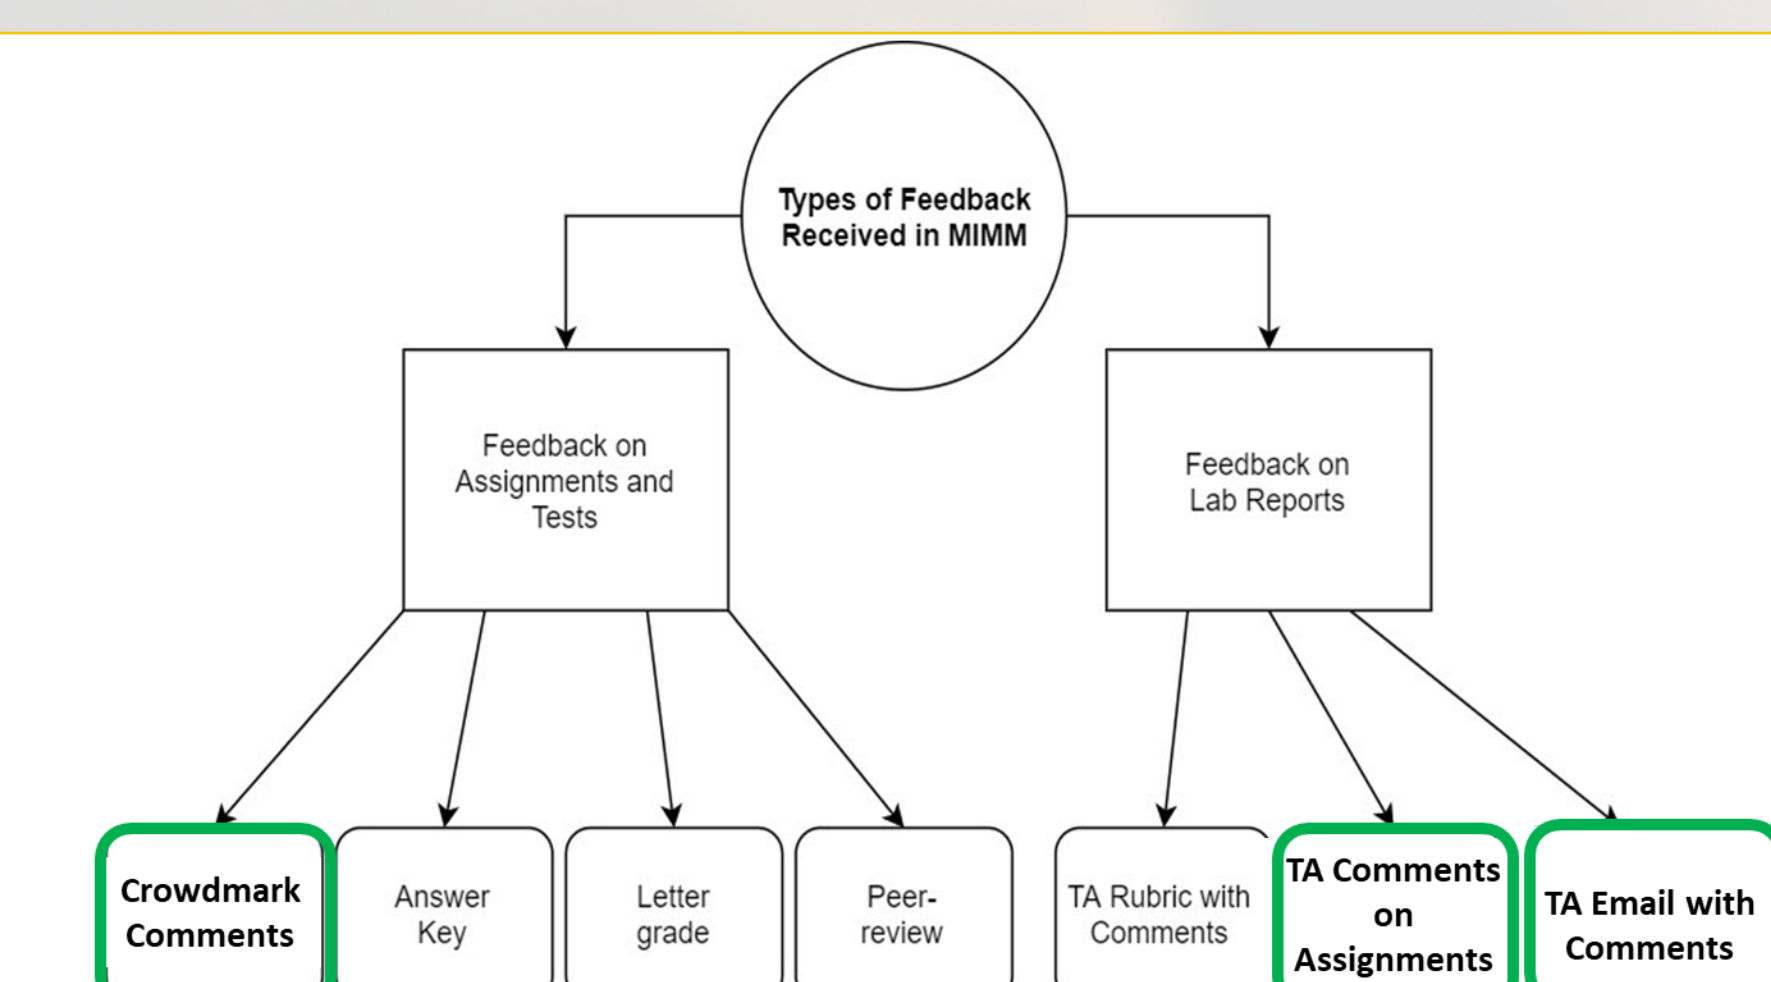 Types of Feedback
Received in MIMM
Feedback on
Assignments and
Tests
Feedback on
Lab Reports
Crowdmark
Comments
Answer
Key
Letter
grade
Peer-
review
TA Rubric with
Comments
TA Comments
on
Assignments
TA Email with
Comments